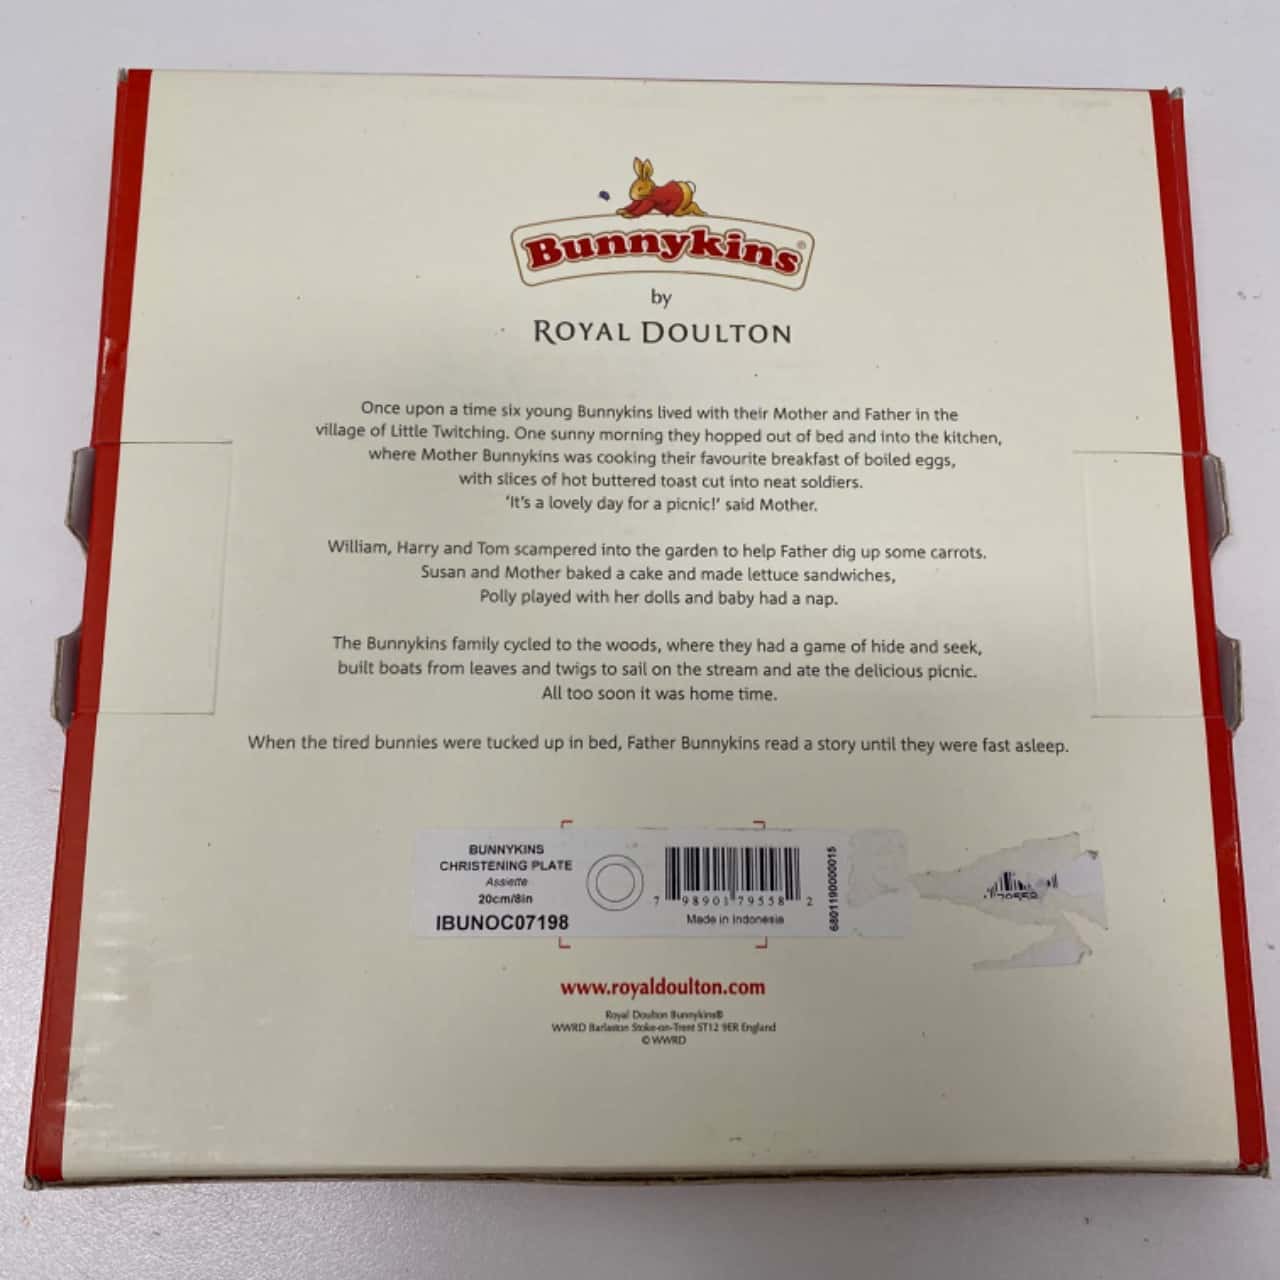 Bunnykins®
by
ROYAL DOULTON
Once upon a time six young Bunnykins lived with their Mother and Father in the
village of Little Twitching. One sunny morning they hopped out of bed and into the kitchen,
where Mother Bunnykins was cooking their favourite breakfast of boiled eggs,
with slices of hot buttered toast cut into neat soldiers.
'It's a lovely day for a picnic!' said Mother.
William, Harry and Tom scampered into the garden to help Father dig up some carrots.
Susan and Mother baked a cake and made lettuce sandwiches,
Polly played with her dolls and baby had a nap.
The Bunnykins family cycled to the woods, where they had a game of hide and seek,
built boats from leaves and twigs to sail on the stream and ate the delicious picnic.
All too soon it was home time.
When the tired bunnies were tucked up in bed, Father Bunnykins read a story until they were fast asleep.
BUNNYKINS
CHRISTENING PLATE
Assiette
20cm/8in
IBUNOC07198
7 98901 79558 2
Made in Indonesia
6801190000015
www.royaldoulton.com
Royal Doulton Bunnykins®
WWRD Barlaston Stoke-on-Trent ST12 9ER England
© WWRD